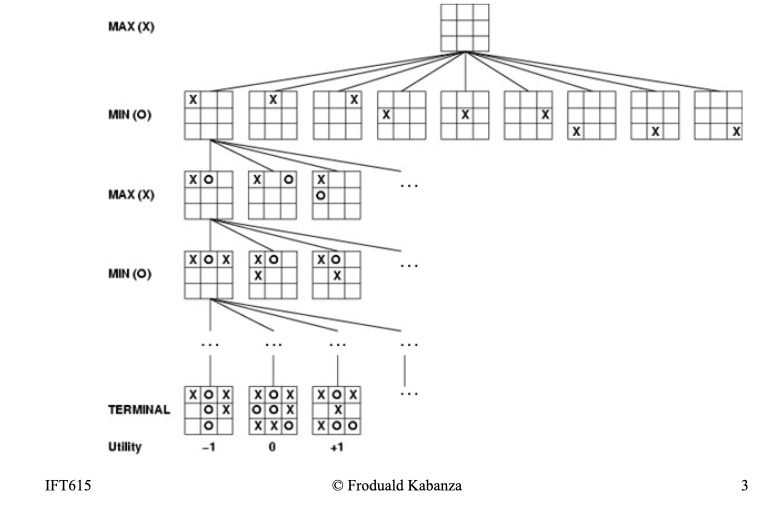 MAX (X)
X X X X X X X X X
MIN (O)
X O X O X
MAX (X)
O
X O X X O X O
MIN (O)
X X
...
... ... ... ...
X O X X O X X O X ...
TERMINAL O X O O X X
O X X O X O O
Utility −1 0 +1
IFT615 © Froduald Kabanza 3